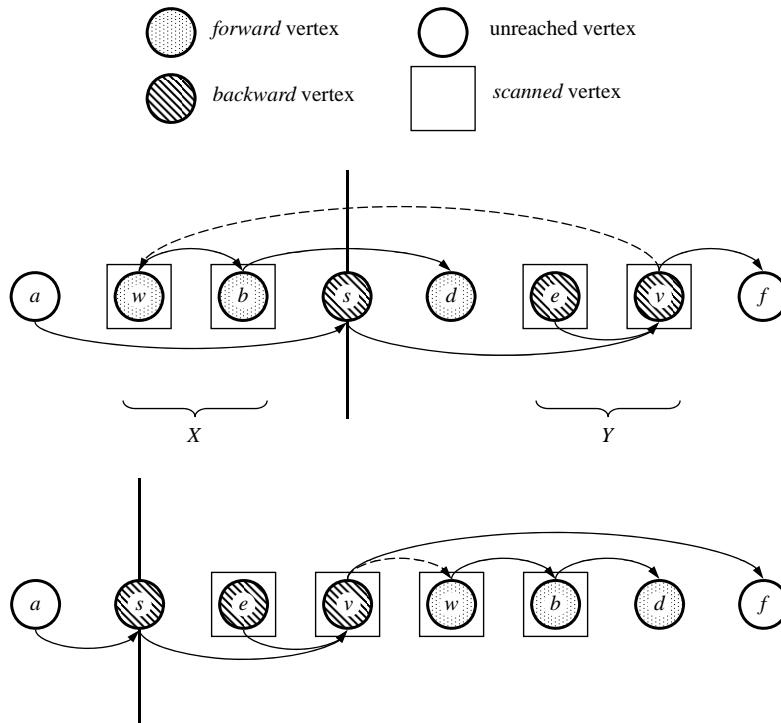 forward vertex
unreached vertex
backward vertex
scanned vertex
a w b s d e v f
X Y
a s e v w b d f